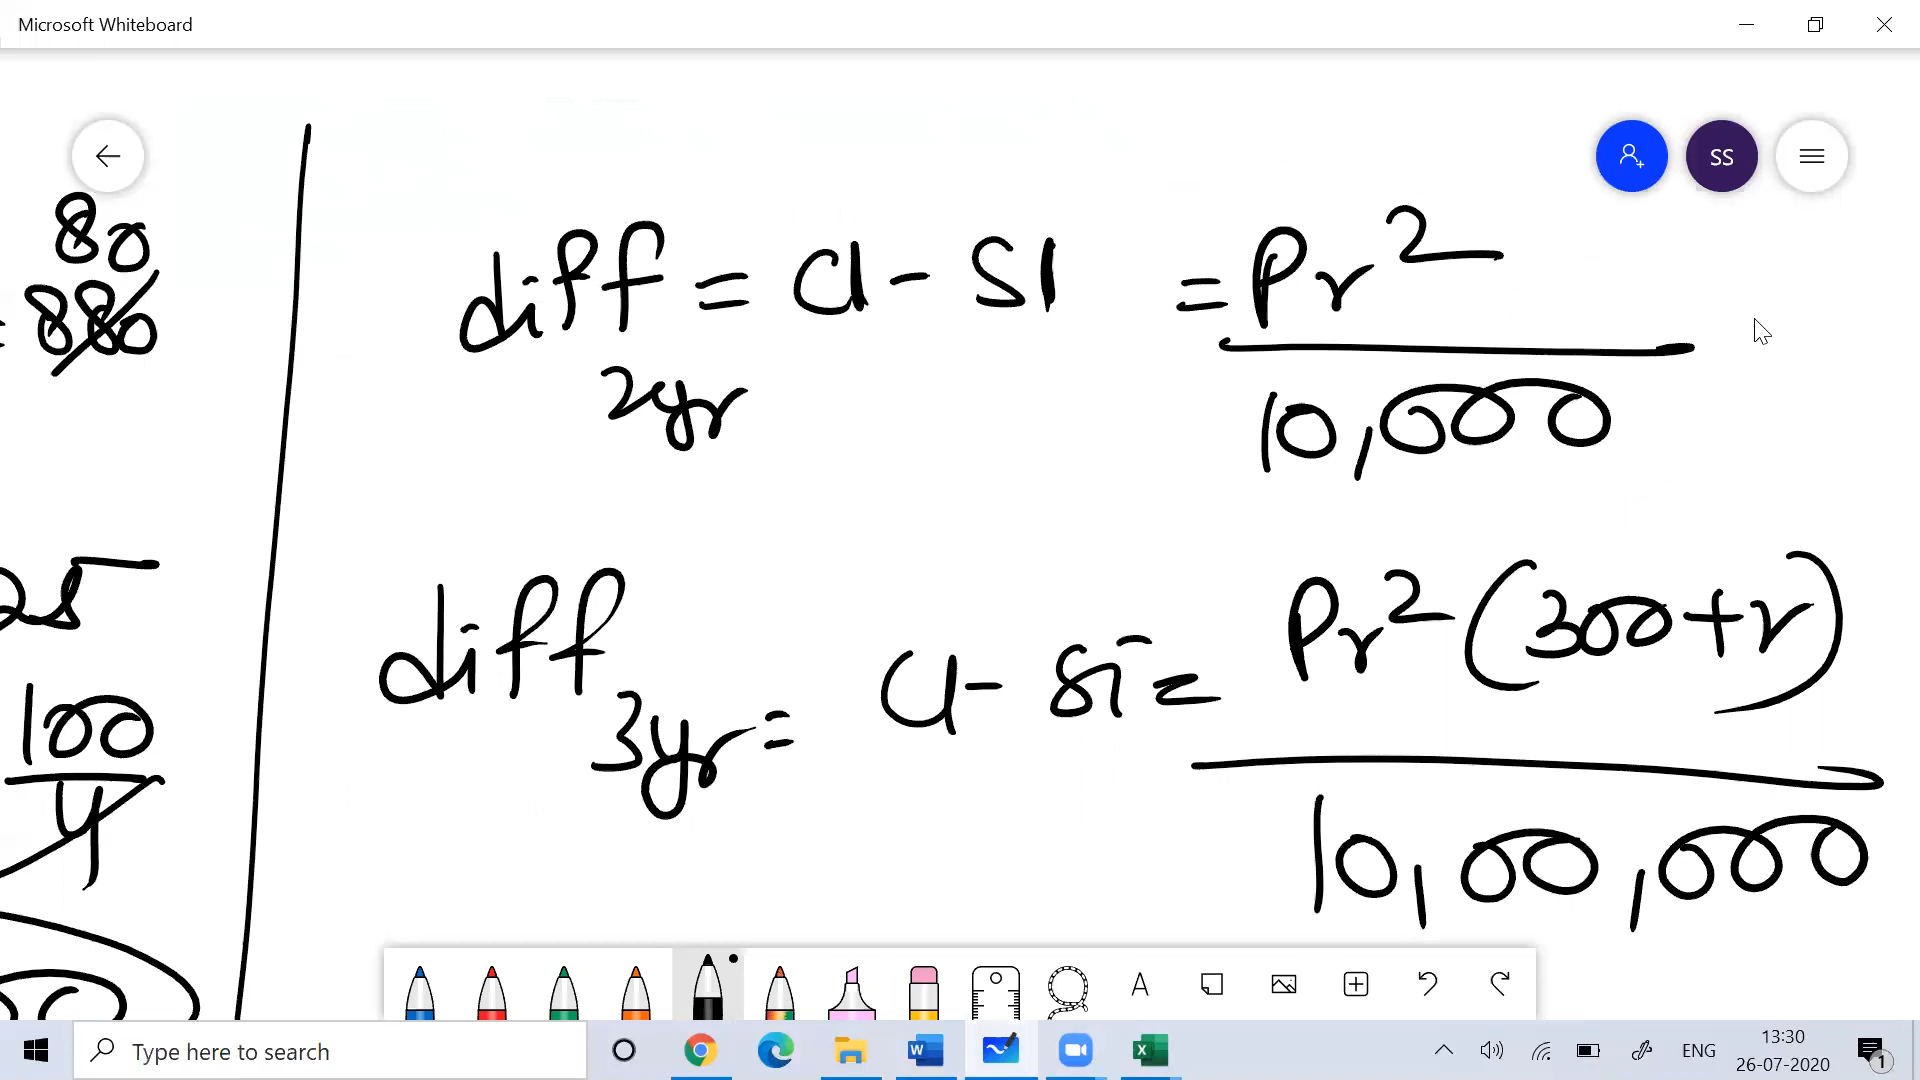 Microsoft Whiteboard
SS
80
= 880
diff = CI - SI = Pr²
2yr
10,000
25
diff 3yr = CI - Si = Pr² (300+r)
10,00,000
100
4
A
Type here to search
ENG
13:30
26-07-2020
1